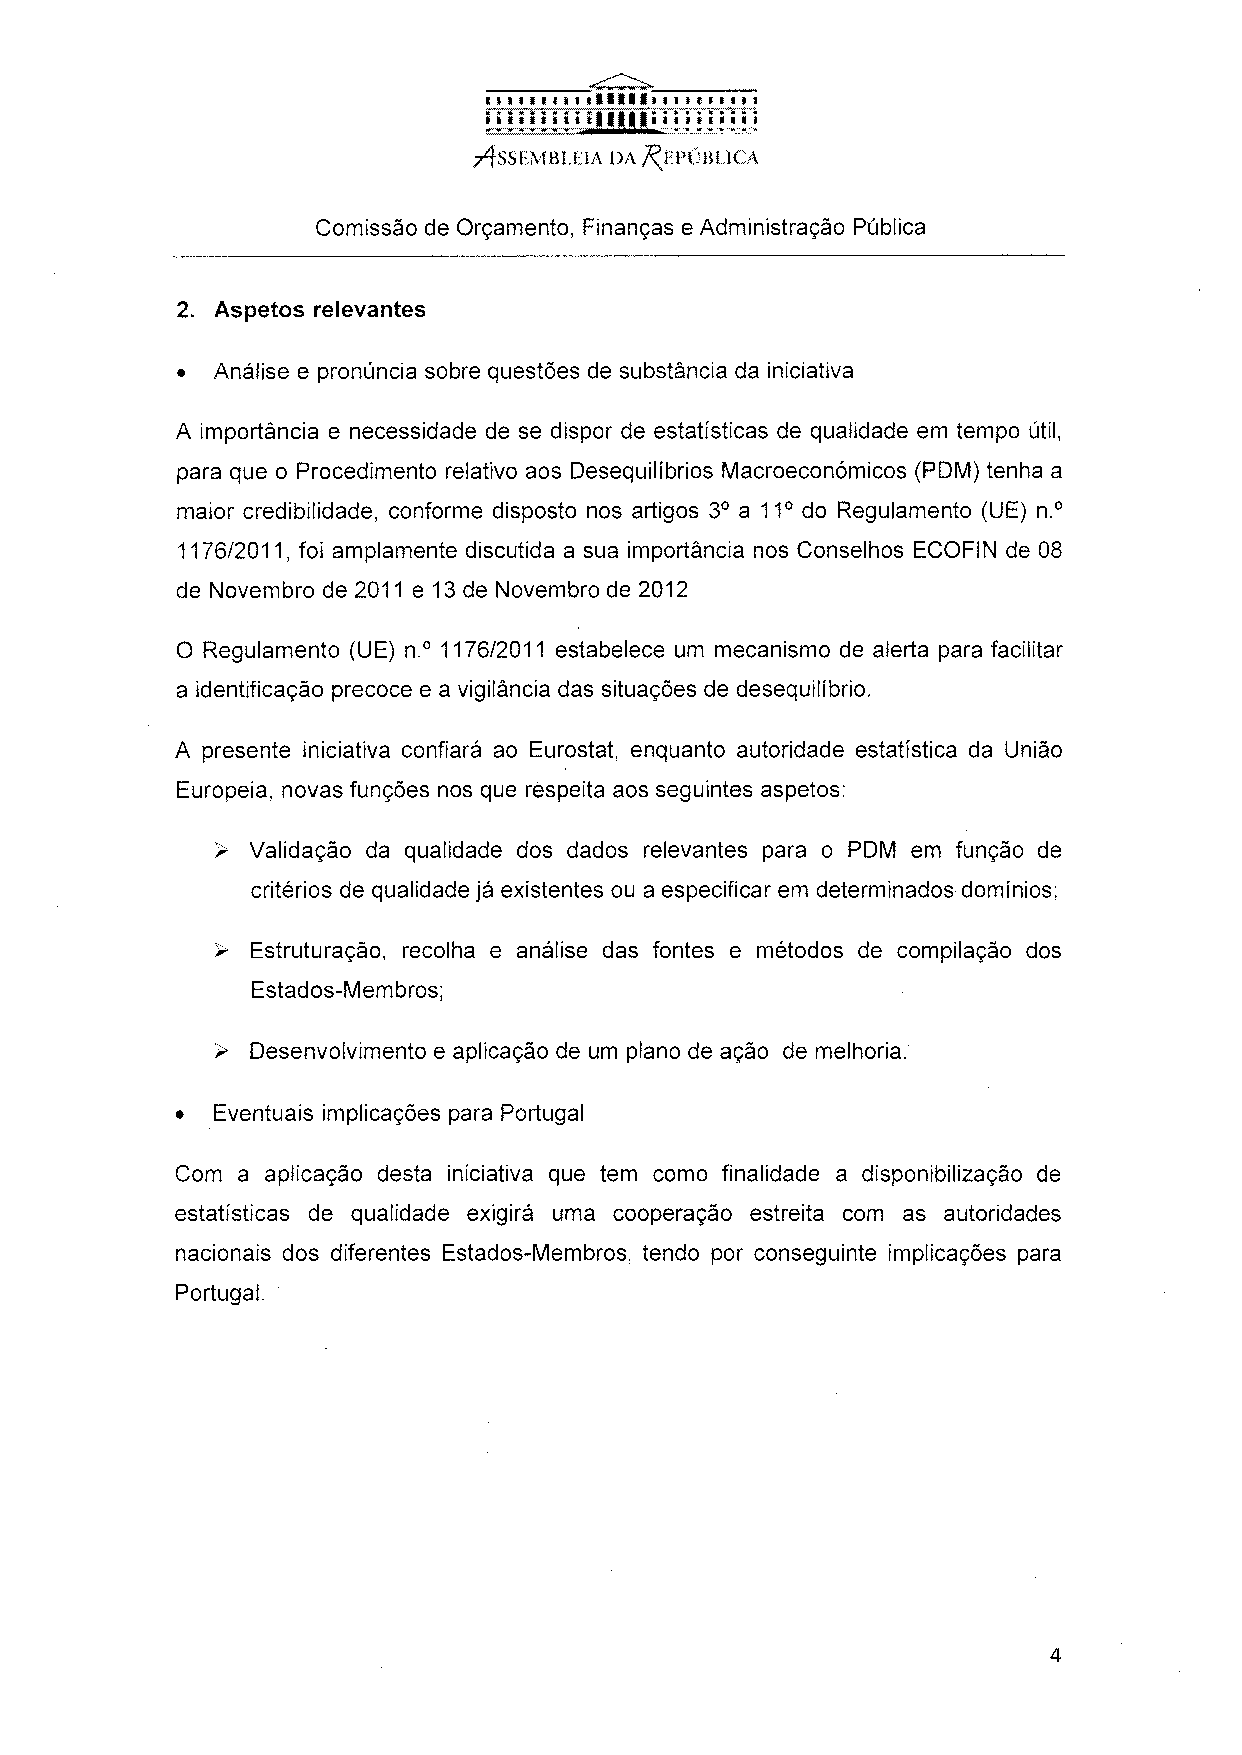 ASSEMBLEIA DA REPÚBLICA
Comissão de Orçamento, Finanças e Administração Pública
2. Aspetos relevantes
• Análise e pronúncia sobre questões de substância da iniciativa
A importância e necessidade de se dispor de estatísticas de qualidade em tempo útil,
para que o Procedimento relativo aos Desequilíbrios Macroeconómicos (PDM) tenha a
maior credibilidade, conforme disposto nos artigos 3º a 11º do Regulamento (UE) n.º
1176/2011, foi amplamente discutida a sua importância nos Conselhos ECOFIN de 08
de Novembro de 2011 e 13 de Novembro de 2012
O Regulamento (UE) n.º 1176/2011 estabelece um mecanismo de alerta para facilitar
a identificação precoce e a vigilância das situações de desequilíbrio.
A presente iniciativa confiará ao Eurostat, enquanto autoridade estatística da União
Europeia, novas funções nos que respeita aos seguintes aspetos:
➢ Validação da qualidade dos dados relevantes para o PDM em função de
critérios de qualidade já existentes ou a especificar em determinados domínios;
➢ Estruturação, recolha e análise das fontes e métodos de compilação dos
Estados-Membros;
➢ Desenvolvimento e aplicação de um plano de ação de melhoria.
• Eventuais implicações para Portugal
Com a aplicação desta iniciativa que tem como finalidade a disponibilização de
estatísticas de qualidade exigirá uma cooperação estreita com as autoridades
nacionais dos diferentes Estados-Membros, tendo por conseguinte implicações para
Portugal.
4